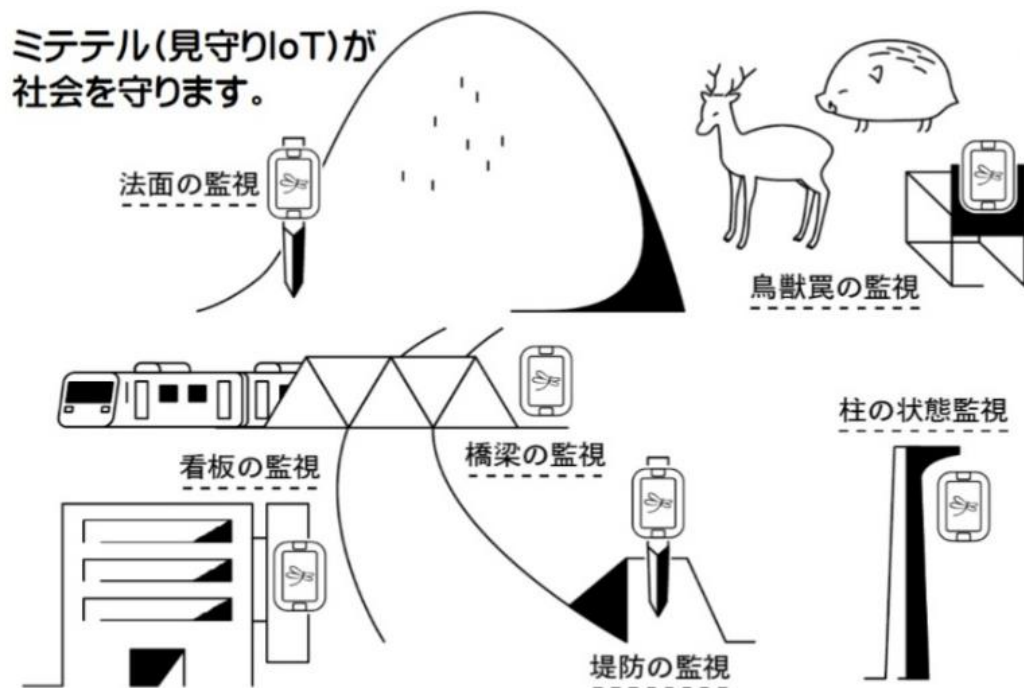 ミテテル(見守りIoT)が
社会を守ります。
法面の監視
鳥獣罠の監視
橋梁の監視
看板の監視
柱の状態監視
堤防の監視